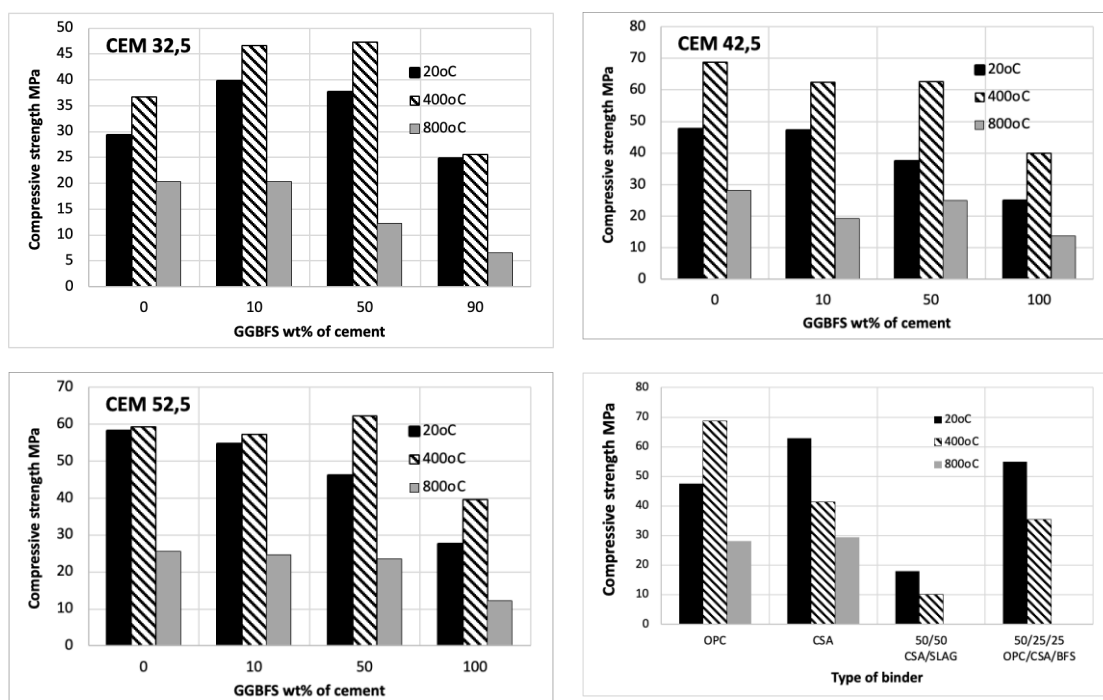 CEM 32,5
Compressive strength MPa
50
45
40
35
30
25
20
15
10
5
0
20oC
400oC
800oC
0 10 50 90
GGBFS wt% of cement
CEM 42,5
Compressive strength MPa
80
70
60
50
40
30
20
10
0
20oC
400oC
800oC
0 10 50 100
GGBFS wt% of cement
CEM 52,5
Compressive strength MPa
70
60
50
40
30
20
10
0
20oC
400oC
800oC
0 10 50 100
GGBFS wt% of cement
Compressive strength MPa
80
70
60
50
40
30
20
10
0
20oC
400oC
800oC
OPC CSA 50/50 50/25/25
CSA/SLAG OPC/CSA/BFS
Type of binder